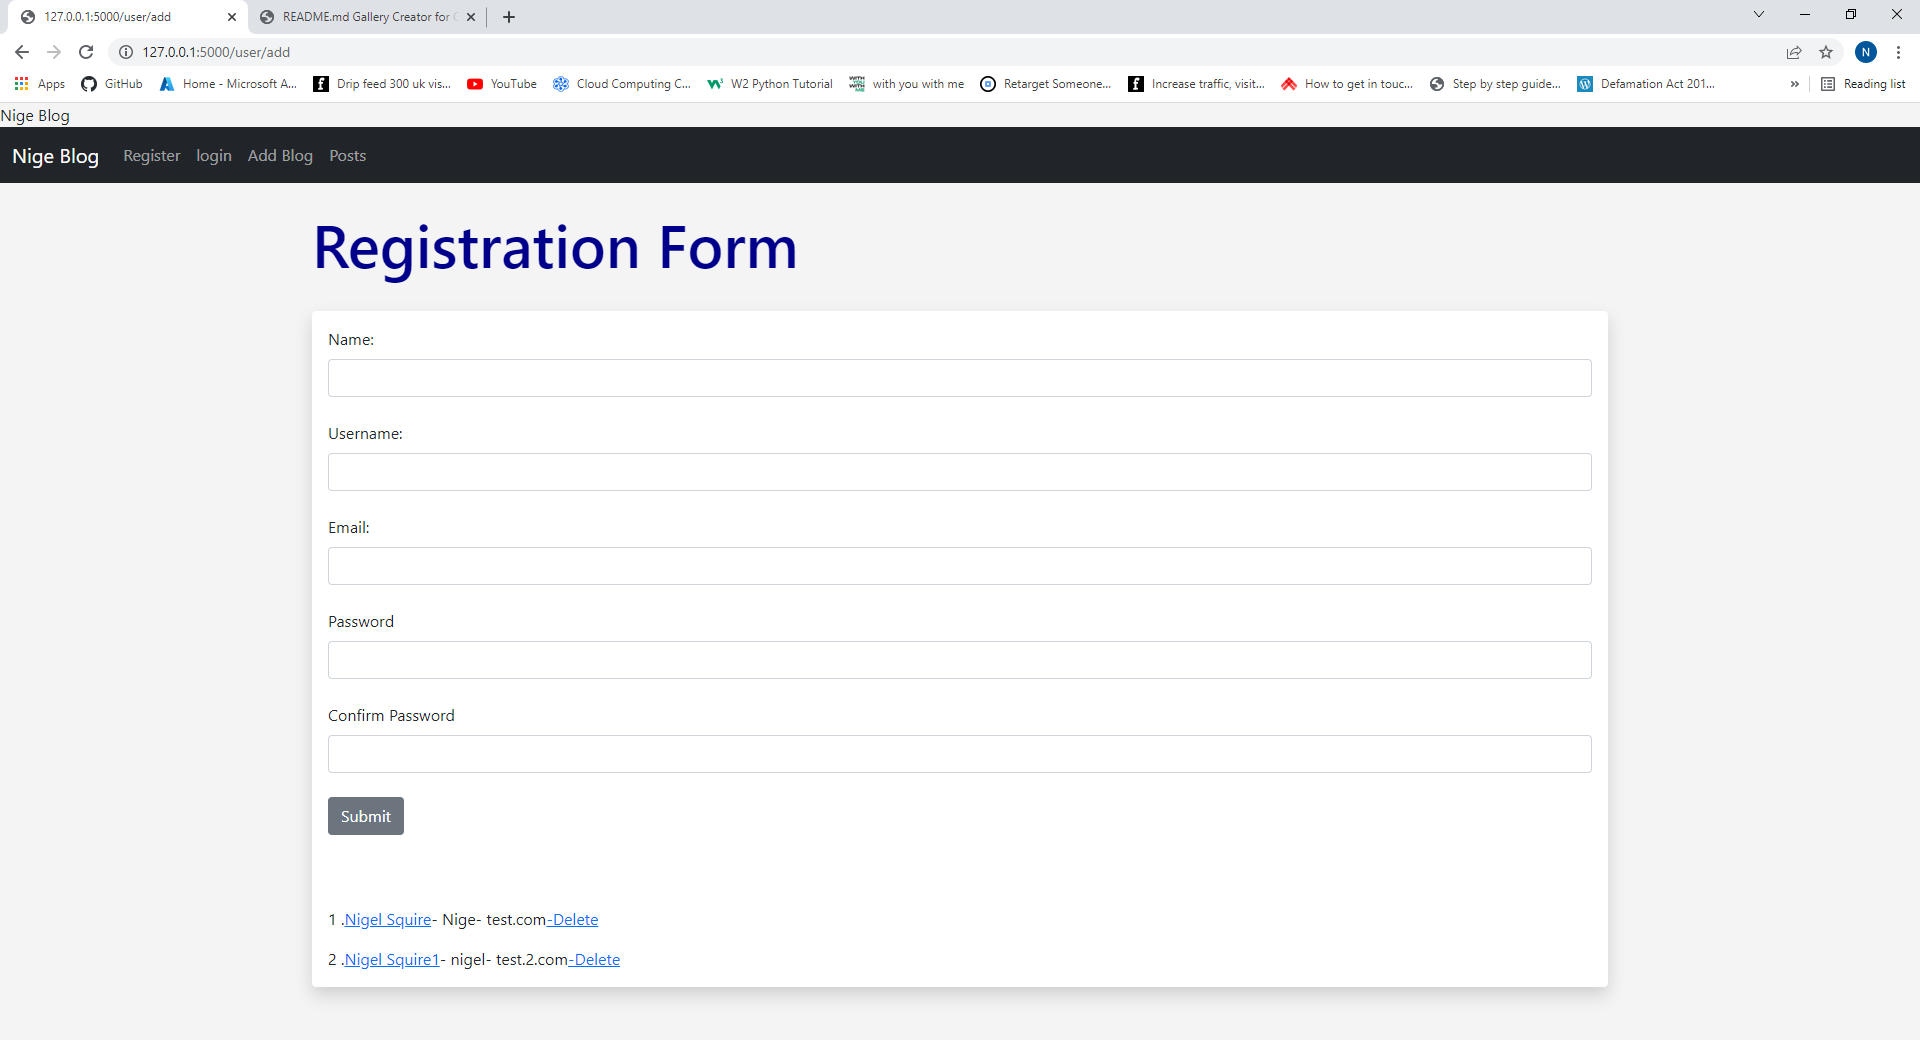 127.0.0.1:5000/user/add
README.md Gallery Creator for
127.0.0.1:5000/user/add
N
Apps GitHub Home - Microsoft A... Drip feed 300 uk vis... YouTube Cloud Computing C... W2 Python Tutorial with you with me Retarget Someone... Increase traffic, visit... How to get in touc... Step by step guide... Defamation Act 201... » Reading list
Nige Blog
Nige Blog Register login Add Blog Posts
Registration Form
Name:
Username:
Email:
Password
Confirm Password
Submit
1 .Nigel Squire- Nige- test.com-Delete
2 .Nigel Squire1- nigel- test.2.com-Delete